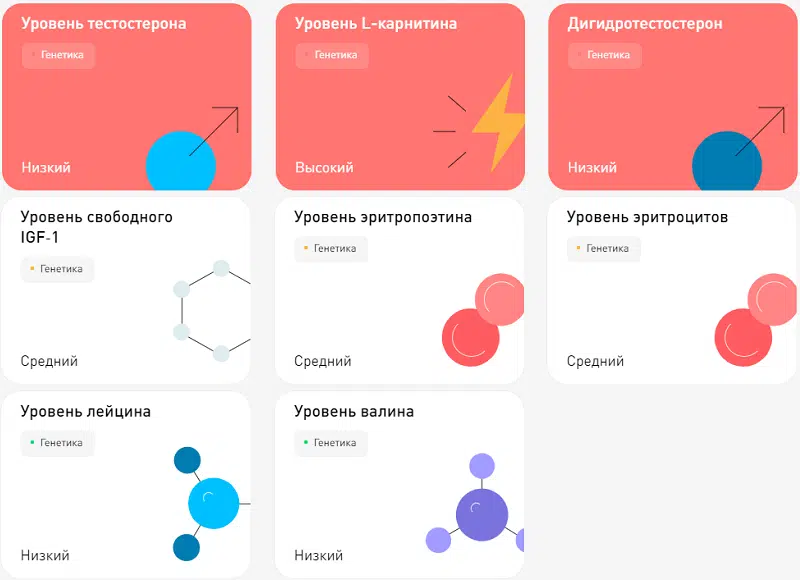 Уровень тестостерона
Генетика
Низкий
Уровень L-карнитина
Генетика
Высокий
Дигидротестостерон
Генетика
Низкий
Уровень свободного
IGF-1
Генетика
Средний
Уровень эритропоэтина
Генетика
Средний
Уровень эритроцитов
Генетика
Средний
Уровень лейцина
Генетика
Низкий
Уровень валина
Генетика
Низкий